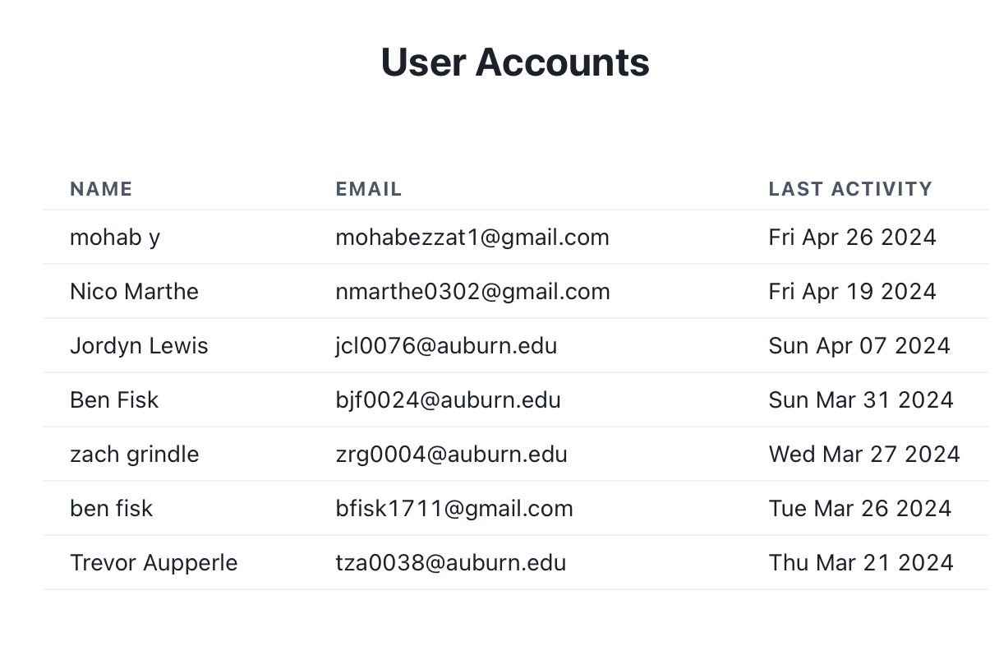 User Accounts
NAME EMAIL LAST ACTIVITY
mohab y mohabezzat1@gmail.com Fri Apr 26 2024
Nico Marthe nmarthe0302@gmail.com Fri Apr 19 2024
Jordyn Lewis jcl0076@auburn.edu Sun Apr 07 2024
Ben Fisk bjf0024@auburn.edu Sun Mar 31 2024
zach grindle zrg0004@auburn.edu Wed Mar 27 2024
ben fisk bfisk1711@gmail.com Tue Mar 26 2024
Trevor Aupperle tza0038@auburn.edu Thu Mar 21 2024